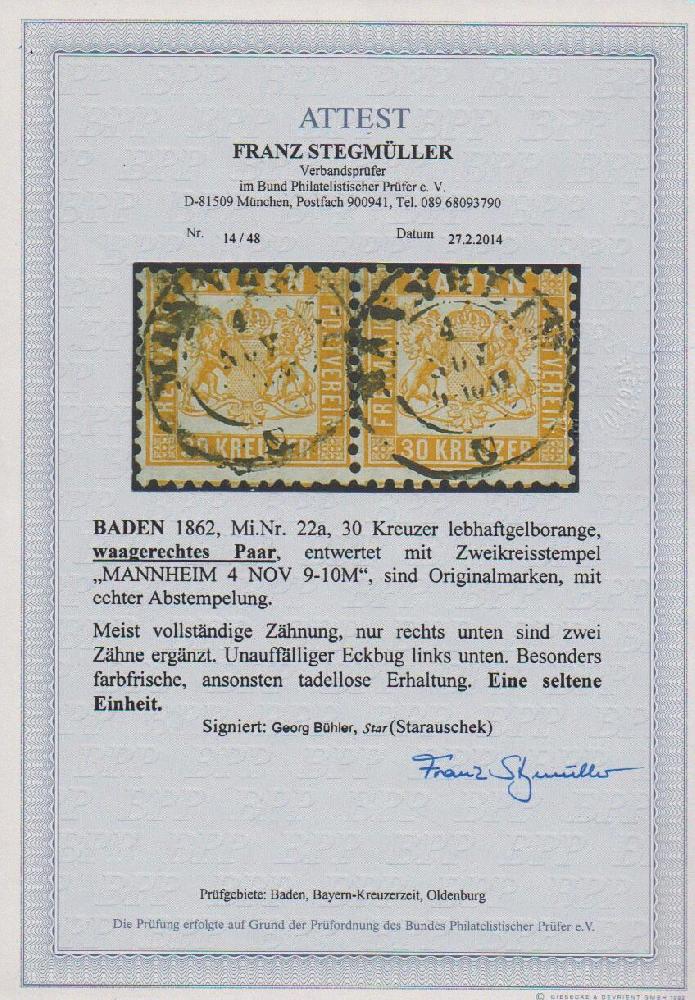 ATTEST
FRANZ STEGMÜLLER
Verbandsprüfer
im Bund Philatelistischer Prüfer e. V.
D-81509 München, Postfach 900941, Tel. 089 68093790
Nr. 14 / 48 Datum 27.2.2014
BADEN
FREIMARKE
POSTVEREIN
30 KREUZER
30 KREUZER
BADEN 1862, Mi.Nr. 22a, 30 Kreuzer lebhaftgelborange,
waagerechtes Paar, entwertet mit Zweikreisstempel
„MANNHEIM 4 NOV 9-10M“, sind Originalmarken, mit
echter Abstempelung.
Meist vollständige Zähnung, nur rechts unten sind zwei
Zähne ergänzt. Unauffälliger Eckbug links unten. Besonders
farbfrische, ansonsten tadellose Erhaltung. Eine seltene
Einheit.
Signiert: Georg Bühler, Star (Starauschek)
Franz Stegmüller
Prüfgebiete: Baden, Bayern-Kreuzerzeit, Oldenburg
Die Prüfung erfolgte auf Grund der Prüfordnung des Bundes Philatelistischer Prüfer e.V.
© GIESECKE & DEVRIENT GMBH